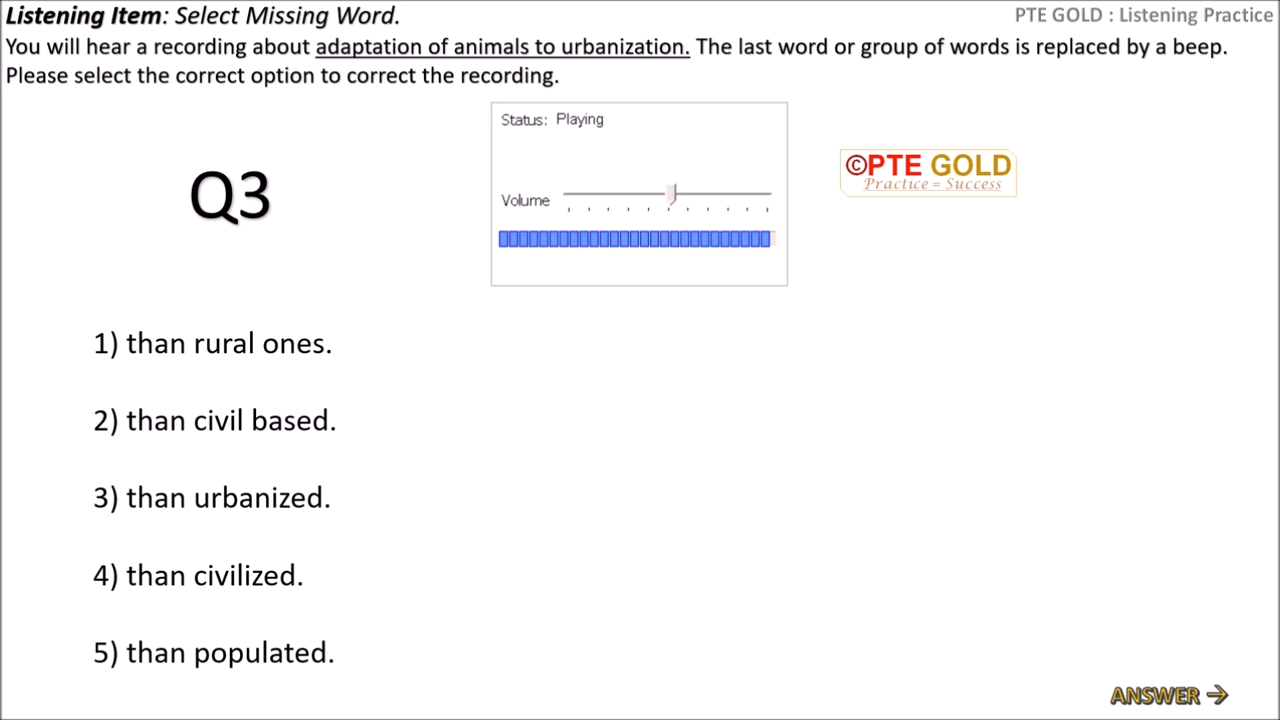 Listening Item: Select Missing Word.
PTE GOLD : Listening Practice
You will hear a recording about adaptation of animals to urbanization. The last word or group of words is replaced by a beep.
Please select the correct option to correct the recording.
Status: Playing
Q3
©PTE GOLD
Practice = Success
Volume
1) than rural ones.
2) than civil based.
3) than urbanized.
4) than civilized.
5) than populated.
ANSWER →